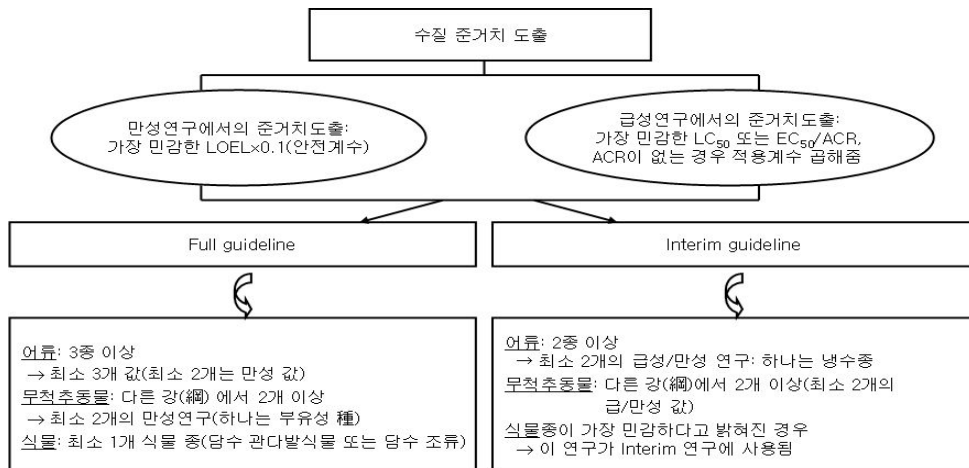 수질 준거치 도출
만성연구에서의 준거치도출:
가장 민감한 LOEL×0.1(안전계수)
급성연구에서의 준거치도출:
가장 민감한 LC50 또는 EC50/ACR,
ACR이 없는 경우 적용계수 곱해줌
Full guideline
Interim guideline
어류: 3종 이상
→ 최소 3개 값(최소 2개는 만성 값)
무척추동물: 다른 강(綱) 에서 2개 이상
→ 최소 2개의 만성연구(하나는 부유성 種)
식물: 최소 1개 식물 종(담수 관다발식물 또는 담수 조류)
어류: 2종 이상
→ 최소 2개의 급성/만성 연구: 하나는 냉수종
무척추동물: 다른 강(綱)에서 2개 이상(최소 2개의
급/만성 값)
식물종이 가장 민감하다고 밝혀진 경우
→ 이 연구가 Interim 연구에 사용됨